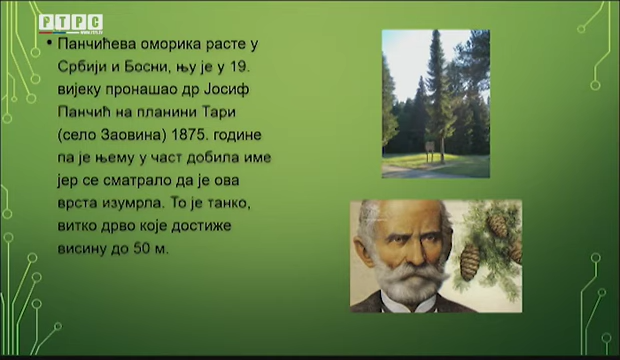 РТРС
• Панчићева оморика расте у
Србији и Босни, њу је у 19.
вијеку пронашао др Јосиф
Панчић на планини Тари
(село Заовина) 1875. године
па је њему у част добила име
јер се сматрало да је ова
врста изумрла. То је танко,
витко дрво које достиже
висину до 50 м.